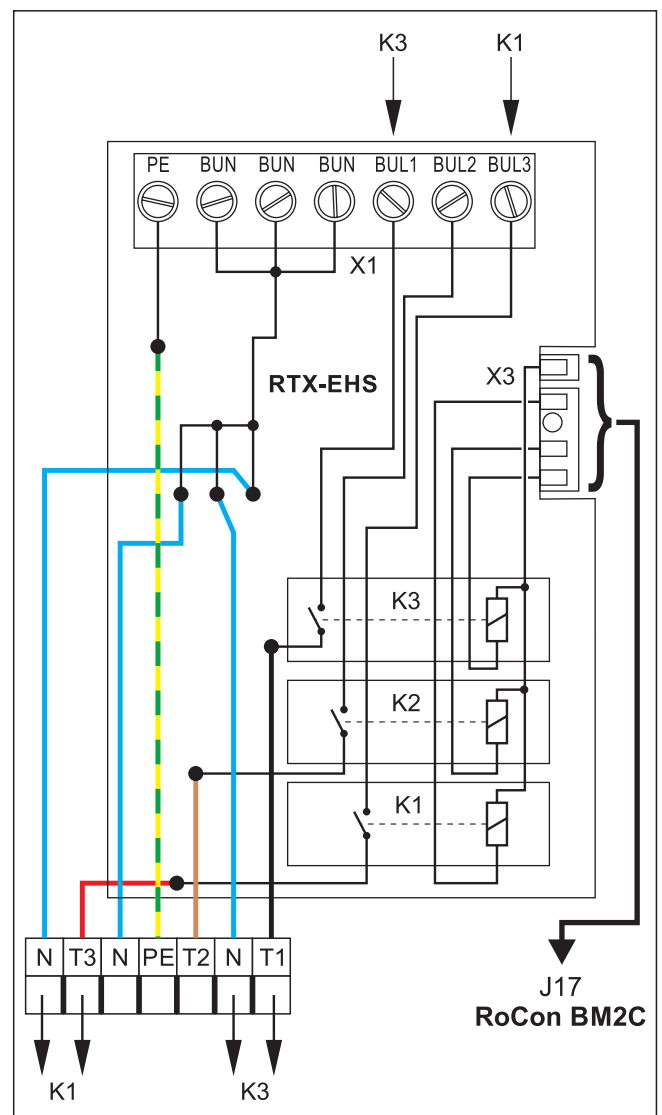 K3 K1
PE BUN BUN BUN BUL1 BUL2 BUL3
X1
X3
RTX-EHS
K3
K2
K1
N T3 N PE T2 N T1
J17
RoCon BM2C
K1 K3